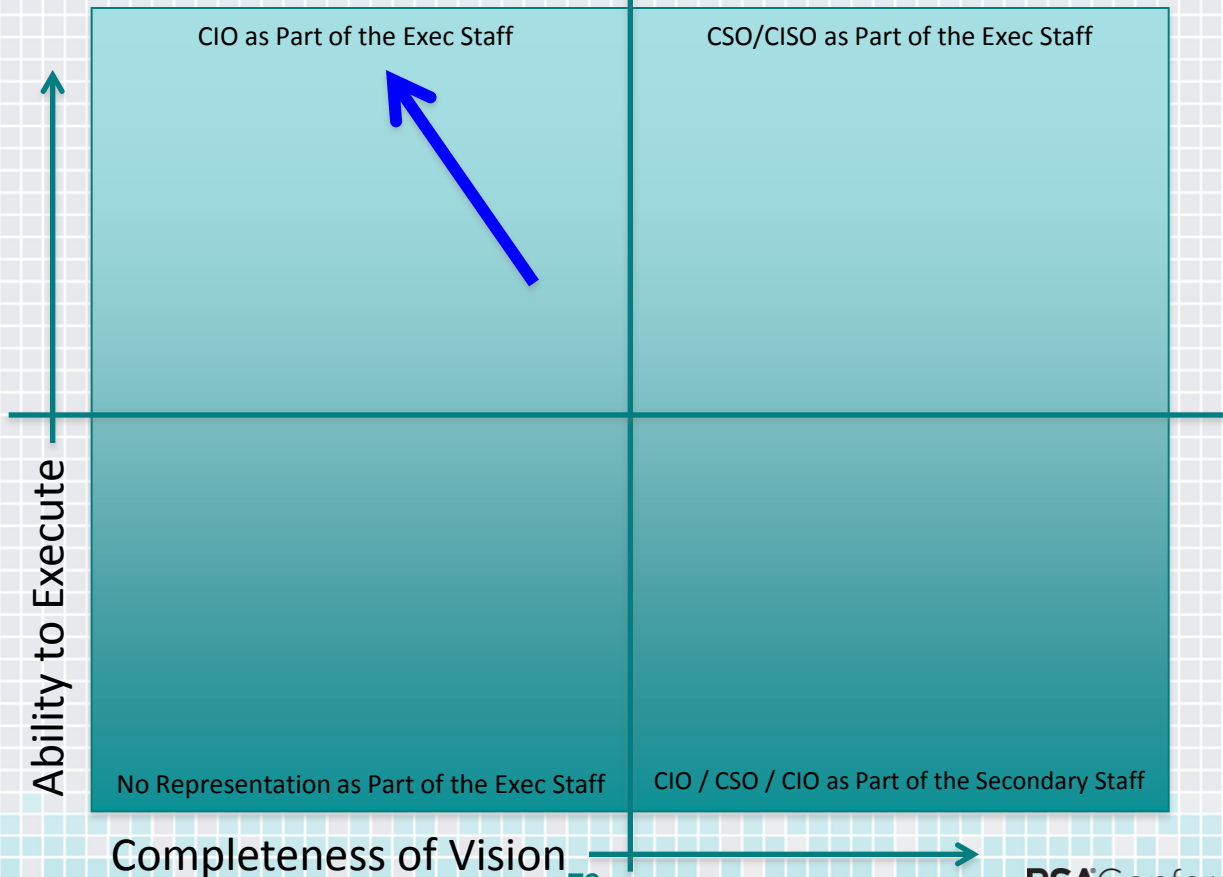 CIO as Part of the Exec Staff
CSO/CISO as Part of the Exec Staff
Ability to Execute
No Representation as Part of the Exec Staff
CIO / CSO / CIO as Part of the Secondary Staff
Completeness of Vision